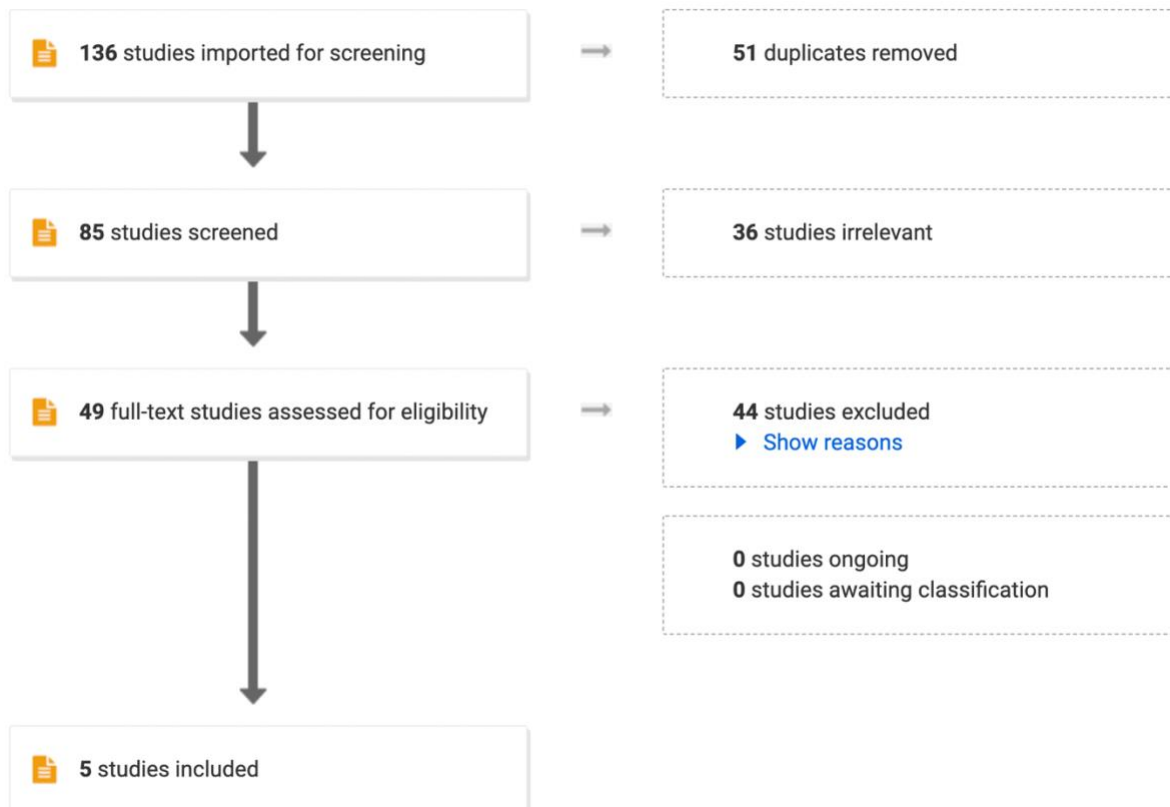 136 studies imported for screening
51 duplicates removed
85 studies screened
36 studies irrelevant
49 full-text studies assessed for eligibility
44 studies excluded
Show reasons
0 studies ongoing
0 studies awaiting classification
5 studies included